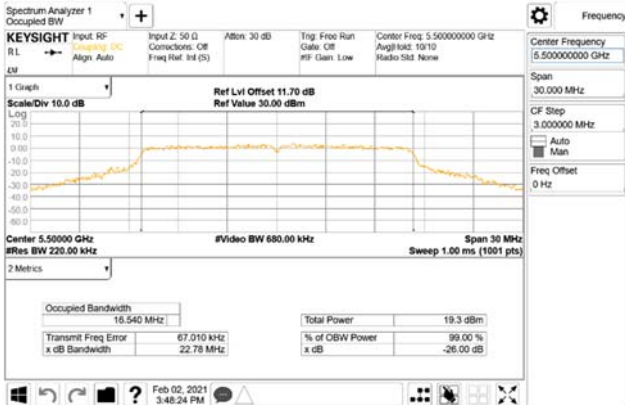 Spectrum Analyzer 1
Occupied BW
Frequency
KEYSIGHT
Input: RF
Coupling: DC
Align: Auto
Input Z: 50 Ω
Corrections: Off
Freq Ref: Int (S)
Atten: 30 dB
Trig: Free Run
Gate: Off
#IF Gain: Low
Center Freq: 5.500000000 GHz
Avg|Hold: 10/10
Radio Std: None
RL
Center Frequency
5.500000000 GHz
Span
30.000 MHz
CF Step
3.000000 MHz
Auto
Man
Freq Offset
0 Hz
1 Graph
Scale/Div 10.0 dB
Ref Lvl Offset 11.70 dB
Ref Value 30.00 dBm
Log
20.0
10.0
0.00
-10.0
-20.0
-30.0
-40.0
-50.0
-60.0
Center 5.50000 GHz
#Res BW 220.00 kHz
#Video BW 680.00 kHz
Span 30 MHz
Sweep 1.00 ms (1001 pts)
2 Metrics
Occupied Bandwidth
16.540 MHz
Transmit Freq Error 67.010 kHz
x dB Bandwidth 22.78 MHz
Total Power 19.3 dBm
% of OBW Power 99.00 %
x dB -26.00 dB
Feb 02, 2021
3:48:24 PM